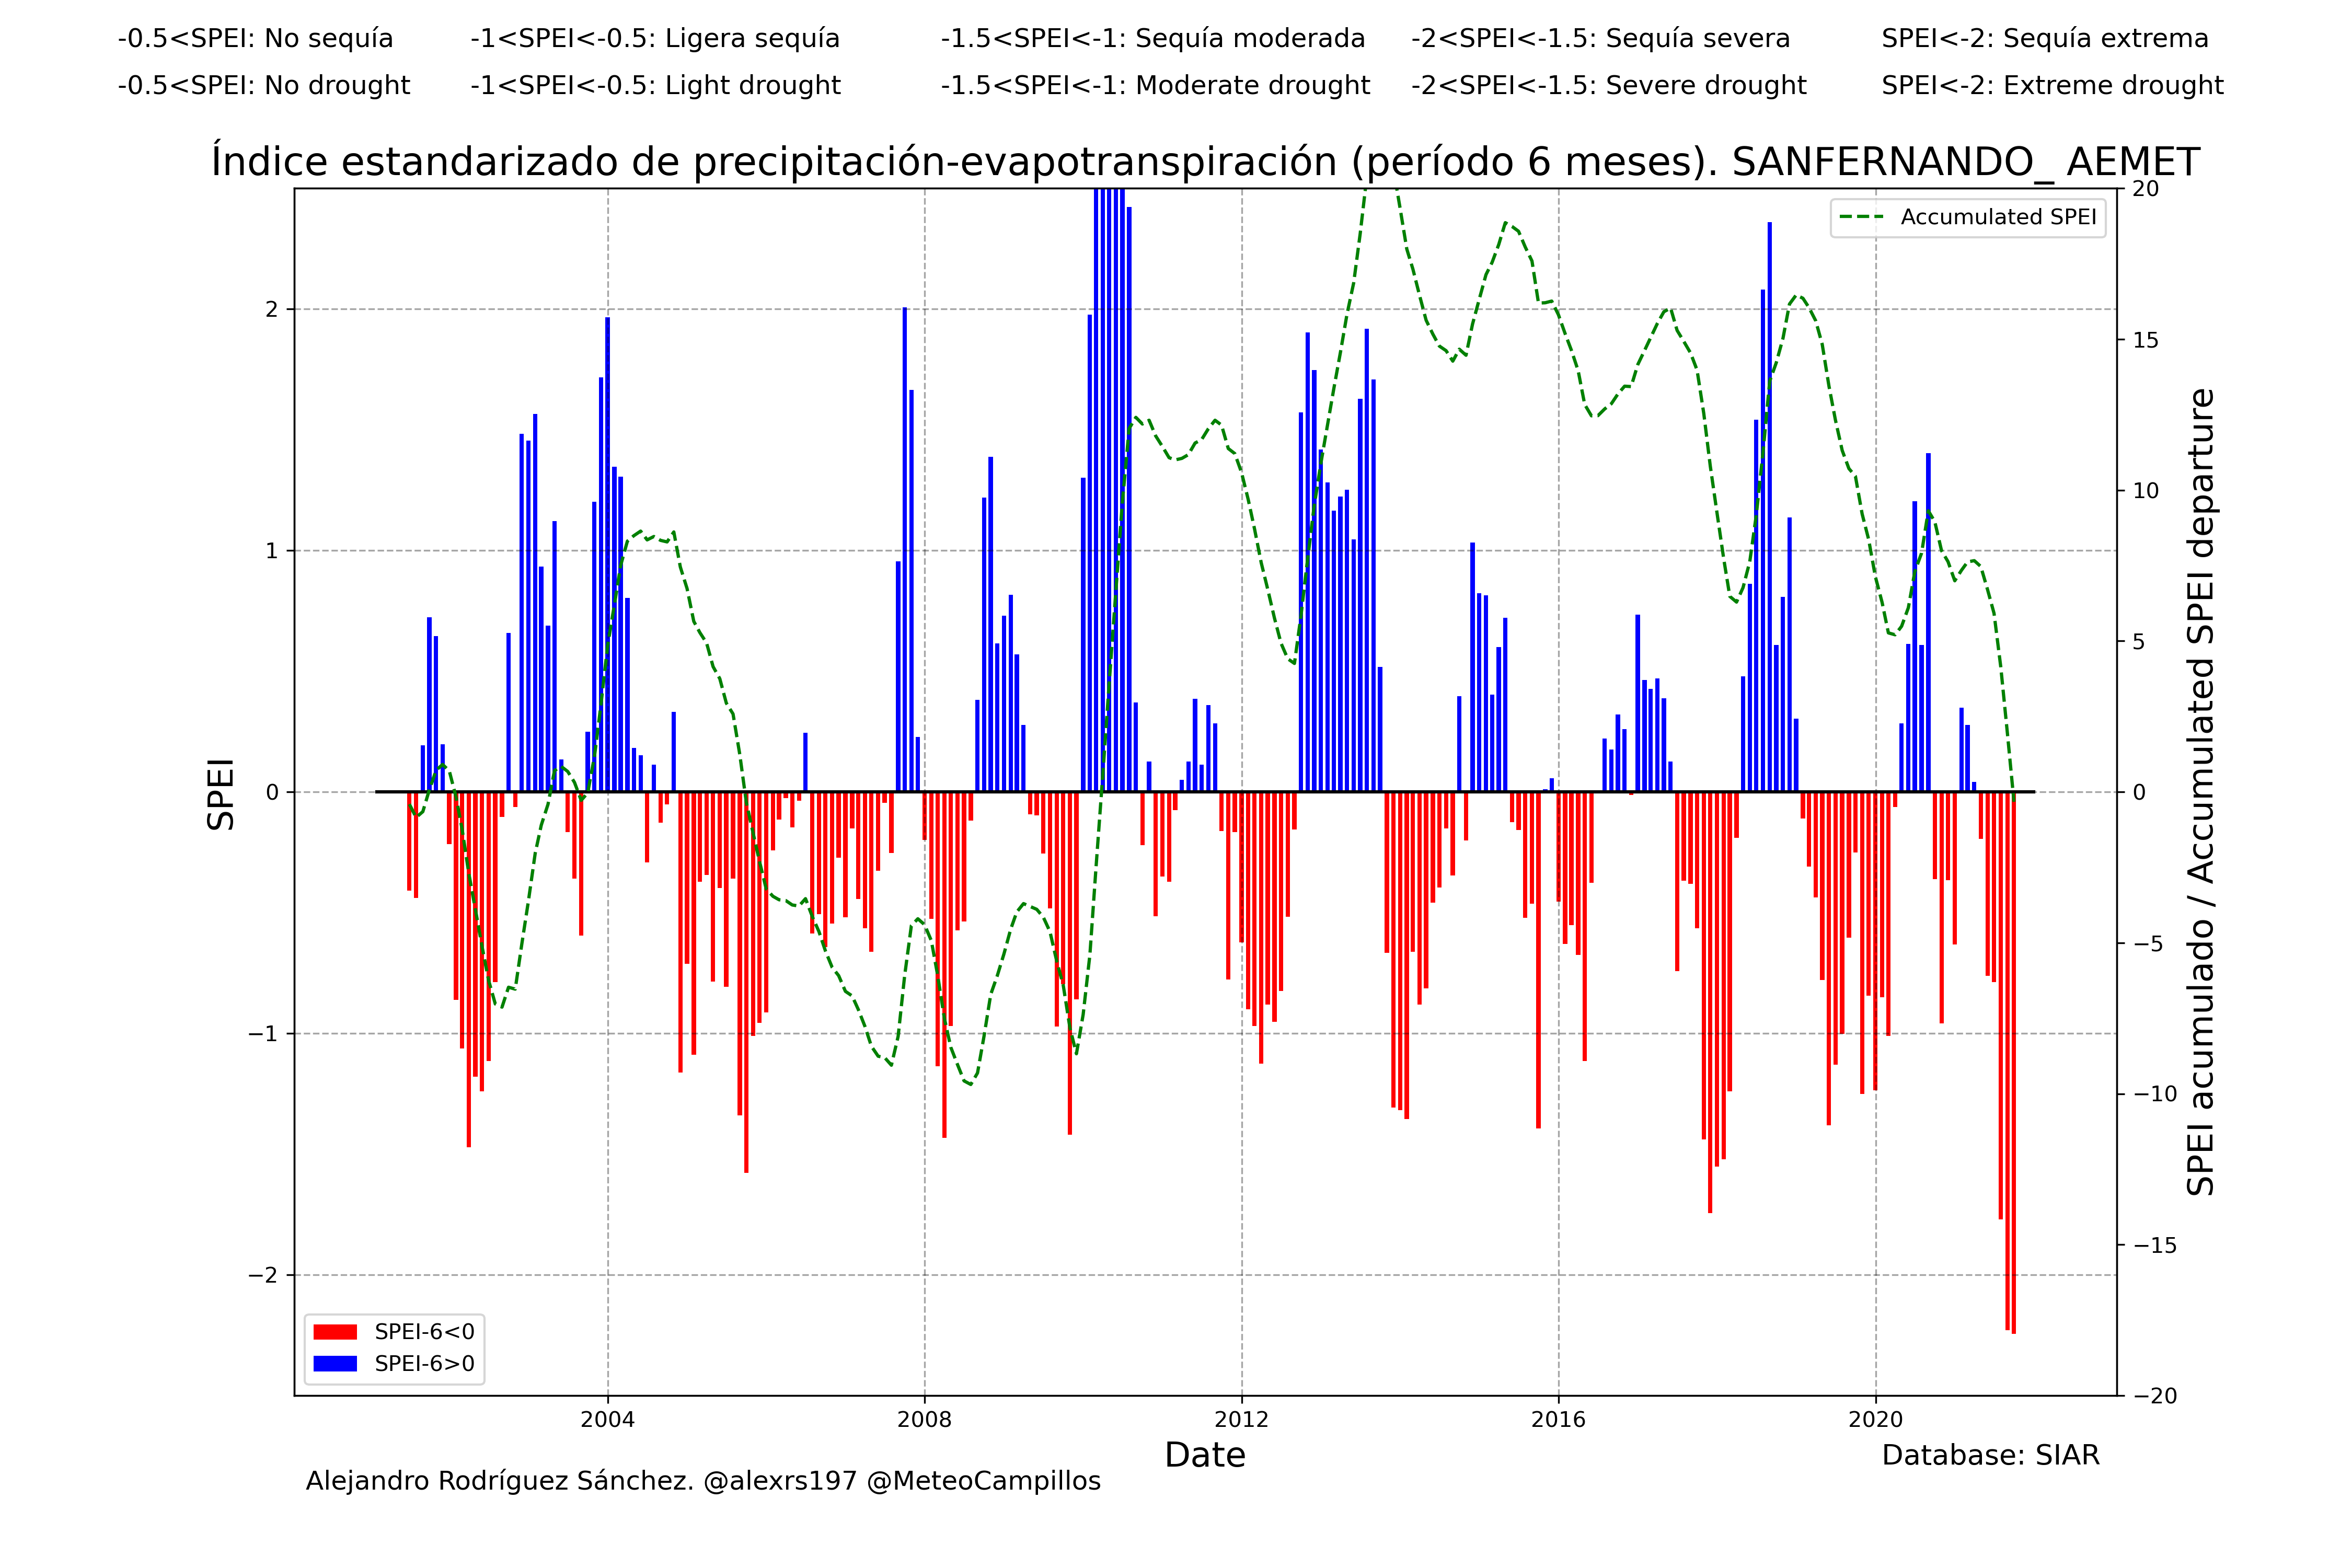 -0.5<SPEI: No sequía -1<SPEI<-0.5: Ligera sequía -1.5<SPEI<-1: Sequía moderada -2<SPEI<-1.5: Sequía severa SPEI<-2: Sequía extrema
-0.5<SPEI: No drought -1<SPEI<-0.5: Light drought -1.5<SPEI<-1: Moderate drought -2<SPEI<-1.5: Severe drought SPEI<-2: Extreme drought
Índice estandarizado de precipitación-evapotranspiración (período 6 meses). SANFERNANDO_ AEMET
Accumulated SPEI
SPEI
2
1
0
−1
−2
20
15
10
5
0
−5
−10
−15
−20
SPEI acumulado / Accumulated SPEI departure
SPEI-6<0
SPEI-6>0
2004 2008 2012 2016 2020
Date
Database: SIAR
Alejandro Rodríguez Sánchez. @alexrs197 @MeteoCampillos